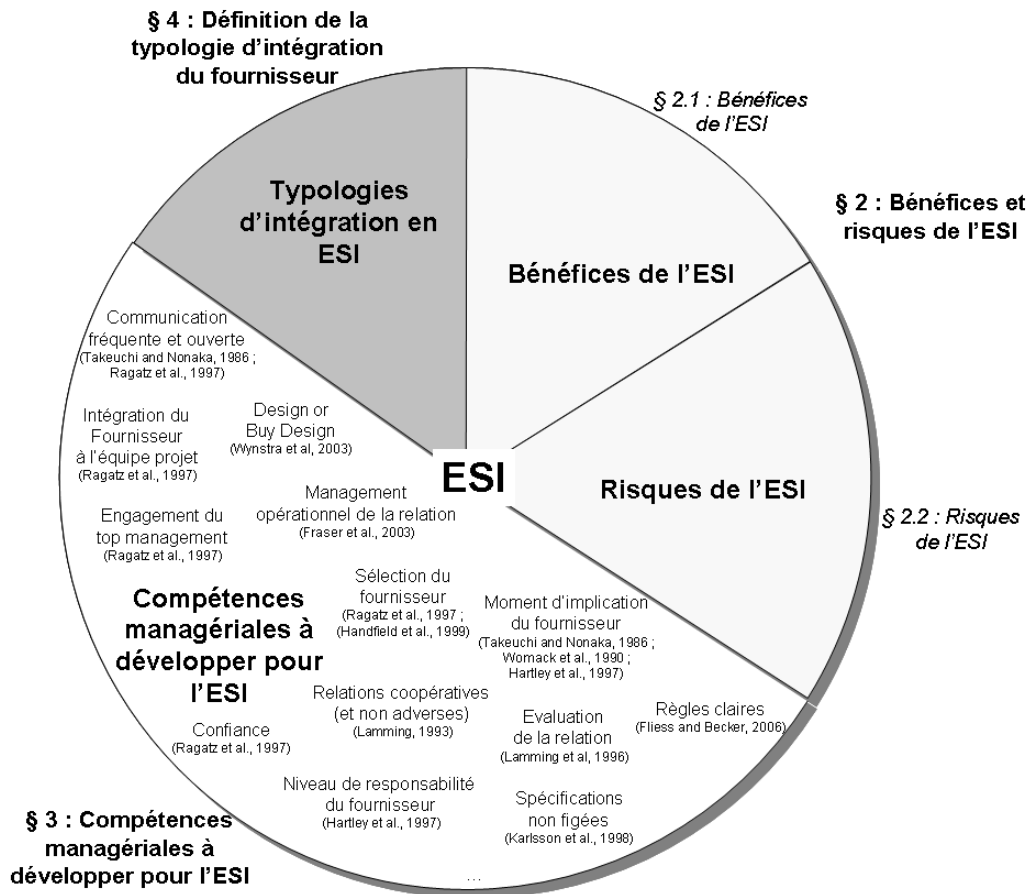 § 4 : Définition de la
typologie d'intégration
du fournisseur
§ 2.1 : Bénéfices
de l'ESI
Typologies
d'intégration en
ESI
§ 2 : Bénéfices et
risques de l'ESI
Bénéfices de l'ESI
Communication
fréquente et ouverte
(Takeuchi and Nonaka, 1986 ;
Ragatz et al., 1997)
Intégration du
Fournisseur
à l'équipe projet
(Ragatz et al., 1997)
Design or
Buy Design
(Wynstra et al, 2003)
ESI
Risques de l'ESI
Management
opérationnel de la relation
(Fraser et al., 2003)
Engagement du
top management
(Ragatz et al., 1997)
§ 2.2 : Risques
de l'ESI
Sélection du
fournisseur
(Ragatz et al., 1997 ;
(Handfield et al., 1999)
Compétences
managériales à
développer pour
l'ESI
Moment d'implication
du fournisseur
(Takeuchi and Nonaka, 1986 ;
Womack et al., 1990 ;
Hartley et al., 1997)
Relations coopératives
(et non adverses)
(Lamming, 1993)
Règles claires
(Fliess and Becker, 2006)
Evaluation
de la relation
(Lamming et al, 1996)
Confiance
(Ragatz et al., 1997)
Niveau de responsabilité
du fournisseur
(Hartley et al., 1997)
Spécifications
non figées
(Karlsson et al., 1998)
§ 3 : Compétences
managériales à
développer pour l'ESI
...